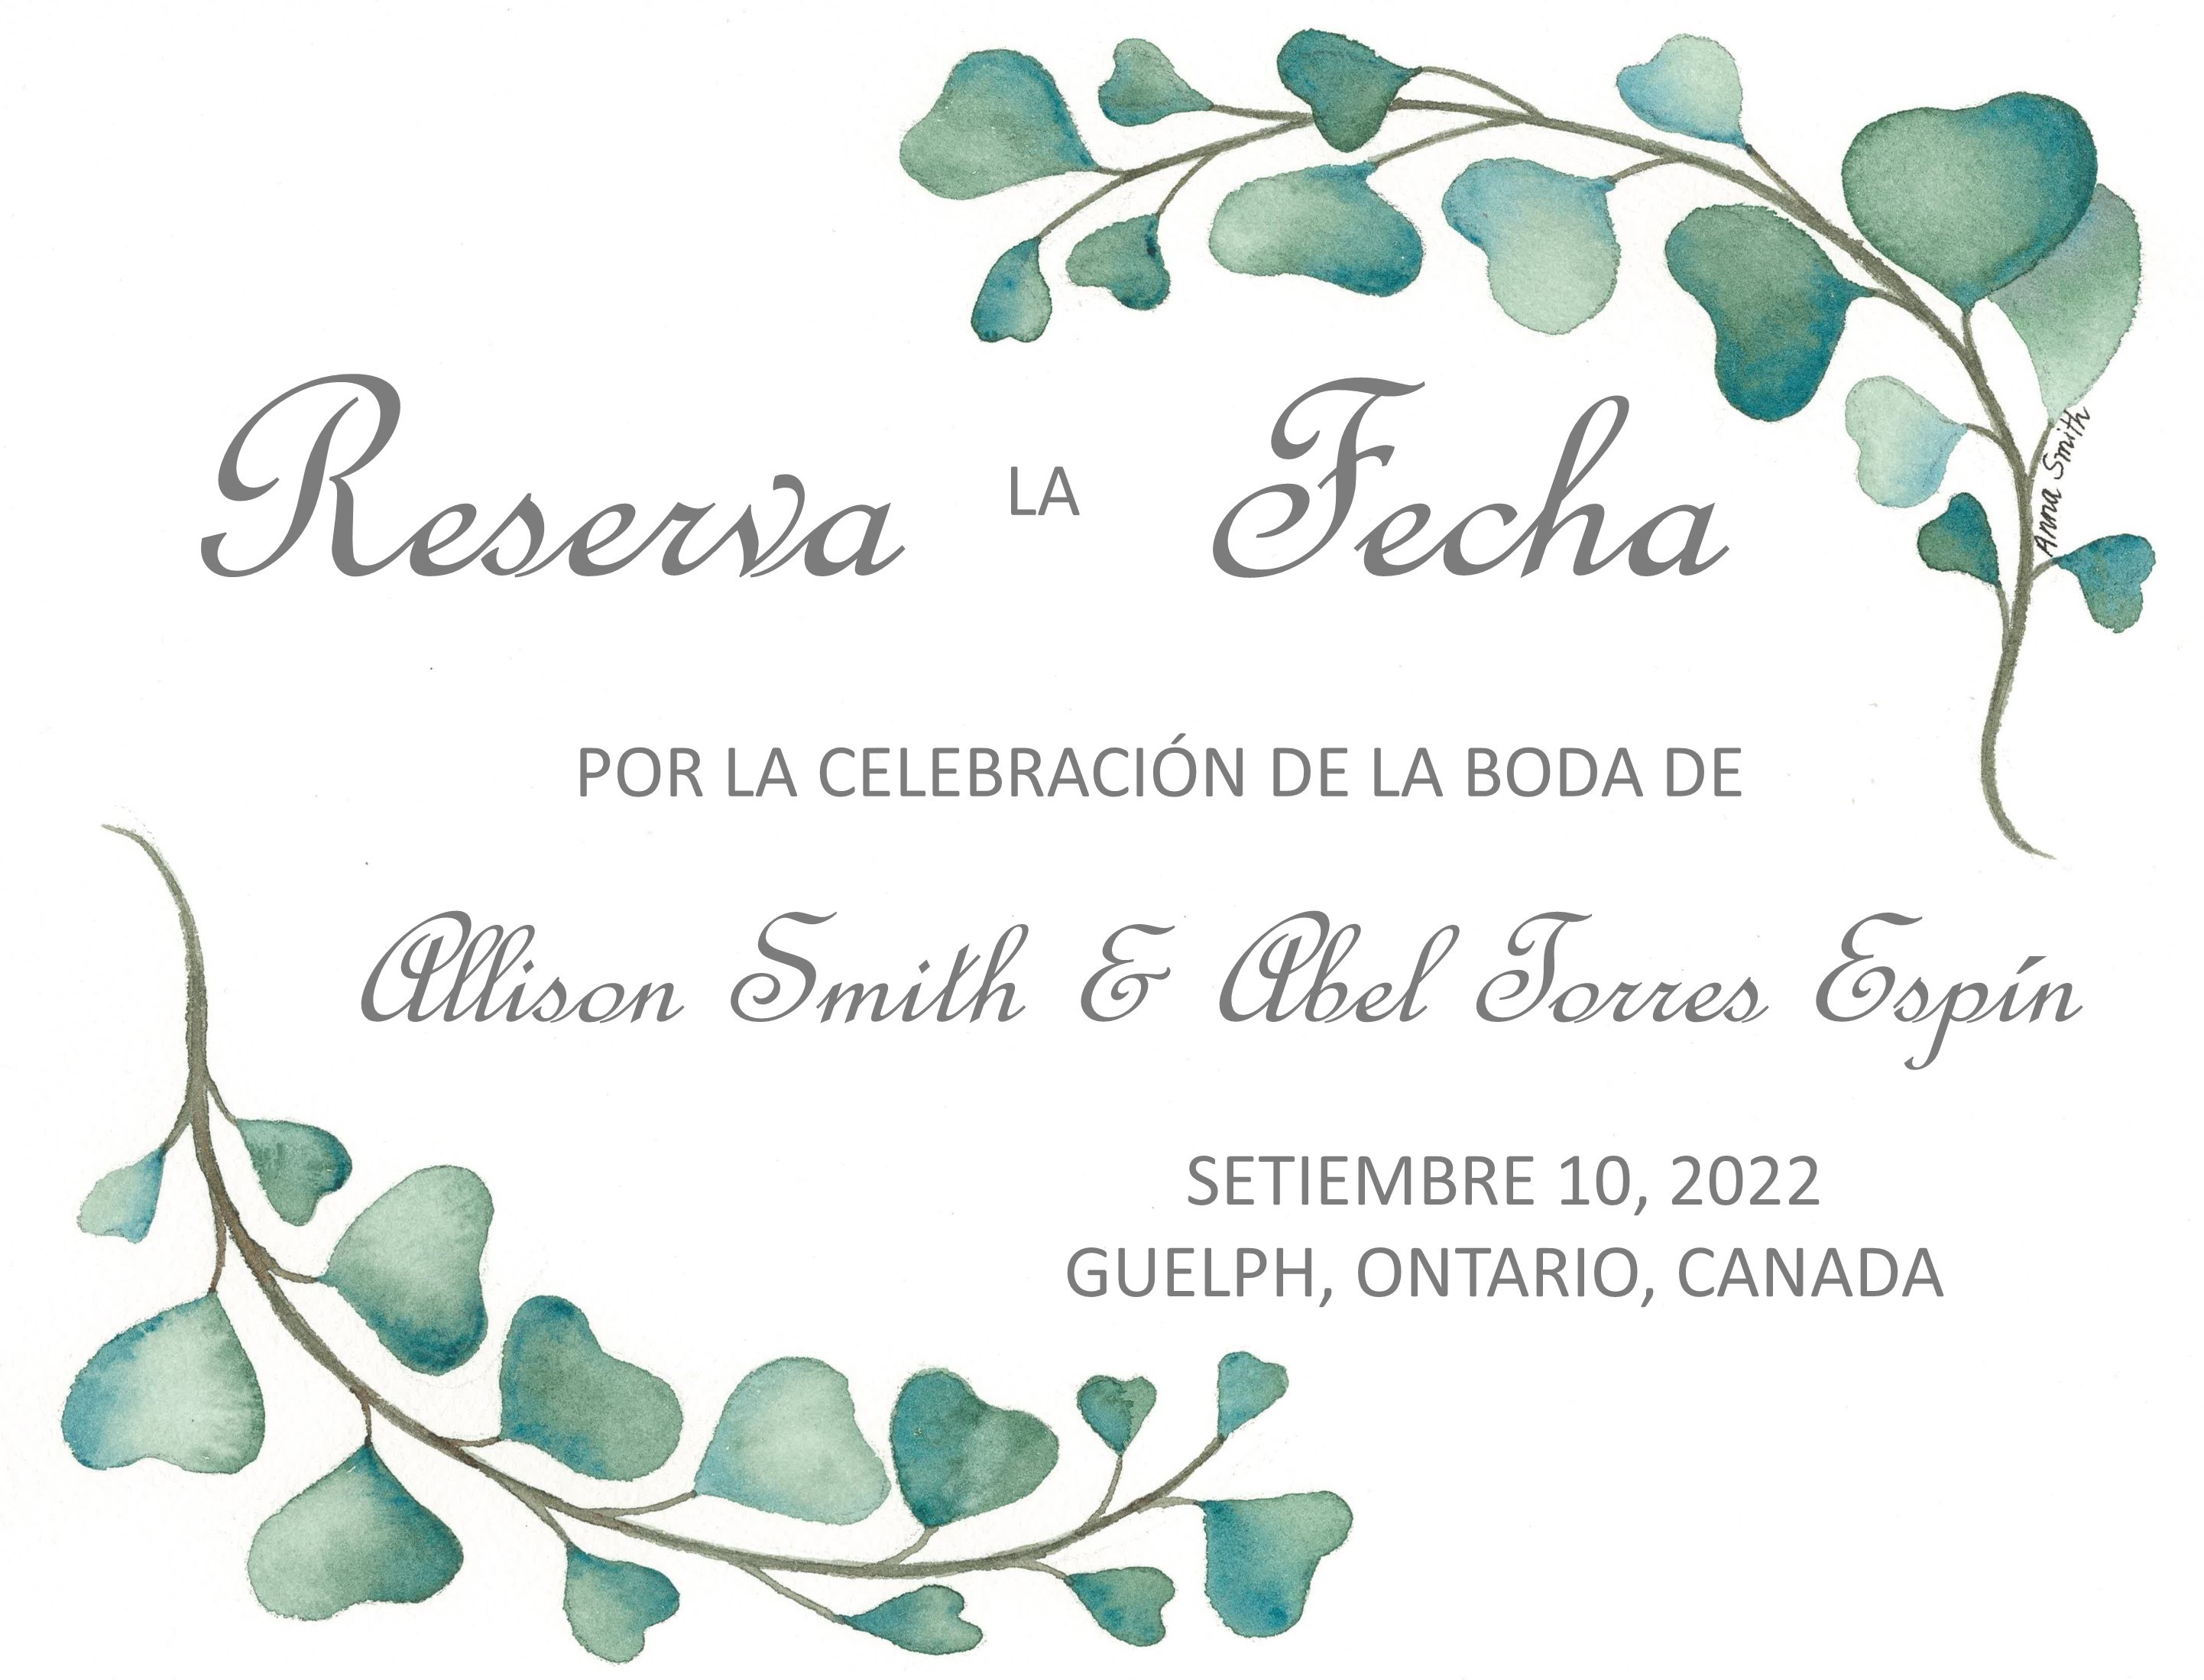 Reserva LA Fecha
Anna Smith
POR LA CELEBRACIÓN DE LA BODA DE
Allison Smith & Abel Torres Espín
SETIEMBRE 10, 2022
GUELPH, ONTARIO, CANADA